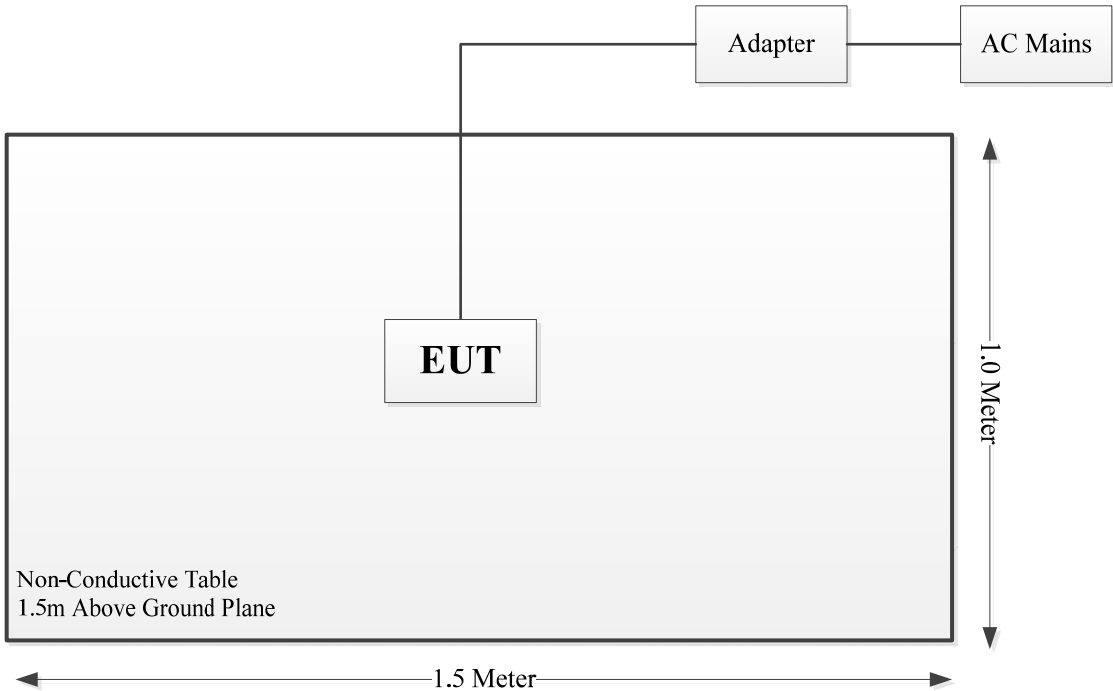 Adapter
AC Mains
EUT
1.0 Meter
Non-Conductive Table
1.5m Above Ground Plane
1.5 Meter